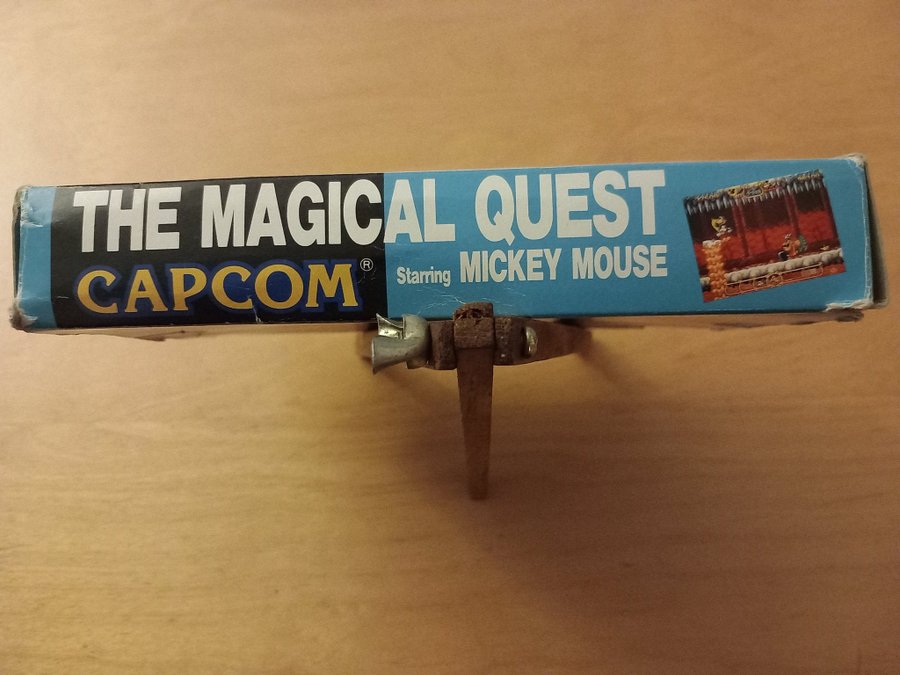 THE MAGICAL QUEST
CAPCOM®
Starring MICKEY MOUSE